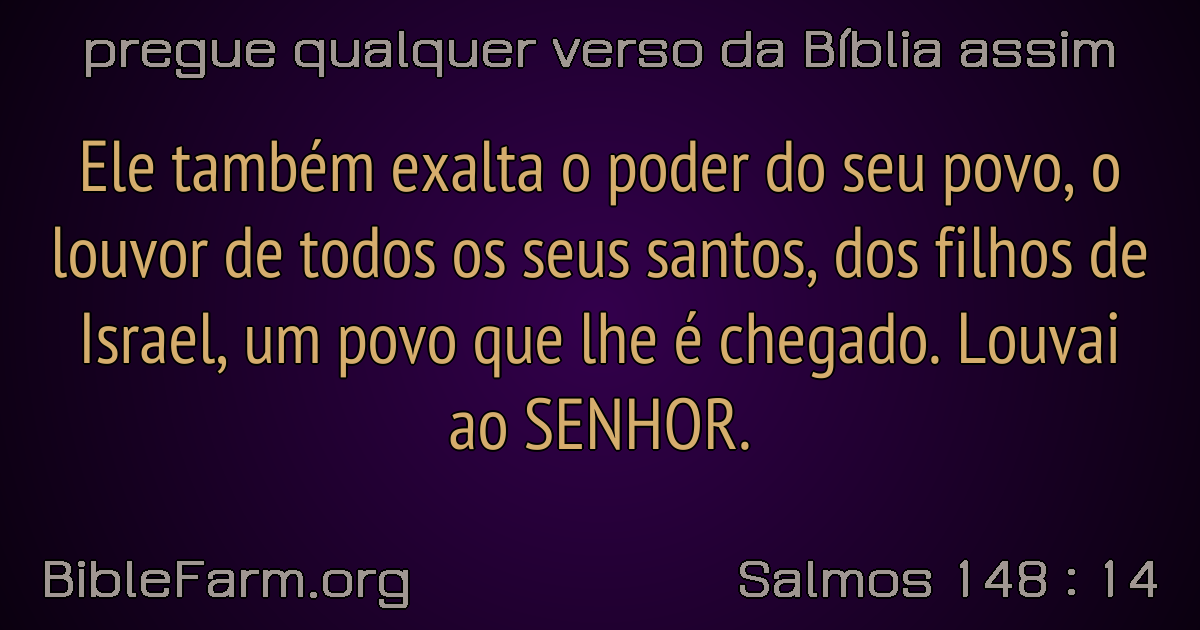 pregue qualquer verso da Bíblia assim
Ele também exalta o poder do seu povo, o
louvor de todos os seus santos, dos filhos de
Israel, um povo que lhe é chegado. Louvai
ao SENHOR.
BibleFarm.org
Salmos 148 : 14